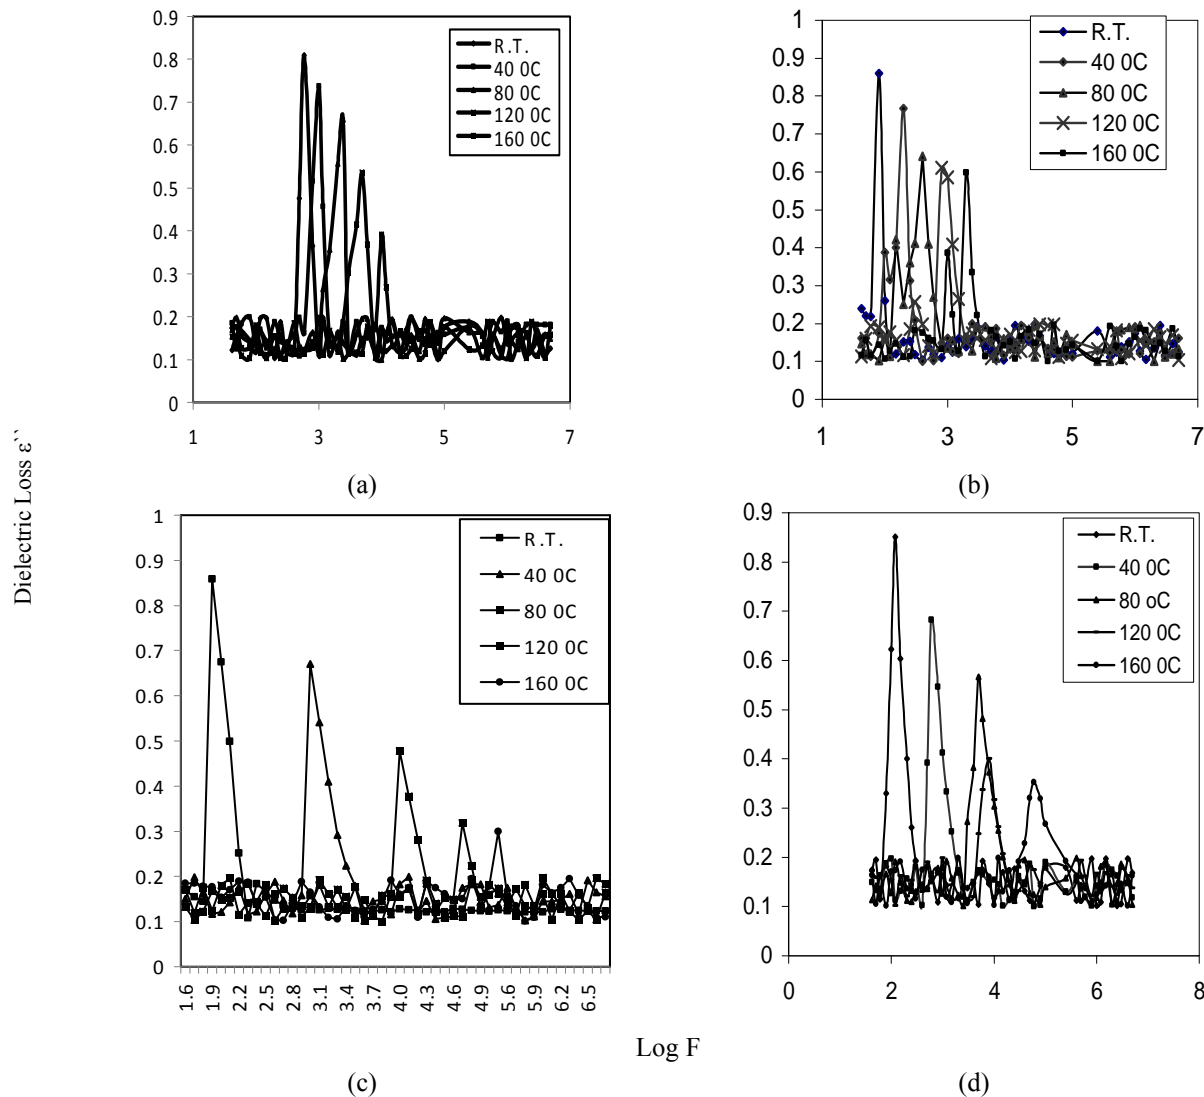 Dielectric Loss ε``
0.9
0.8
0.7
0.6
0.5
0.4
0.3
0.2
0.1
0
1 3 5 7
R.T.
40 0C
80 0C
120 0C
160 0C
(a)
1
0.9
0.8
0.7
0.6
0.5
0.4
0.3
0.2
0.1
0
1 3 5 7
R.T.
40 0C
80 0C
120 0C
160 0C
(b)
1
0.9
0.8
0.7
0.6
0.5
0.4
0.3
0.2
0.1
0
1.6 1.9 2.2 2.5 2.8 3.1 3.4 3.7 4.0 4.3 4.6 4.9 5.6 5.9 6.2 6.5
R.T.
40 0C
80 0C
120 0C
160 0C
(c)
0.9
0.8
0.7
0.6
0.5
0.4
0.3
0.2
0.1
0
0 2 4 6 8
R.T.
40 0C
80 oC
120 0C
160 0C
(d)
Log F